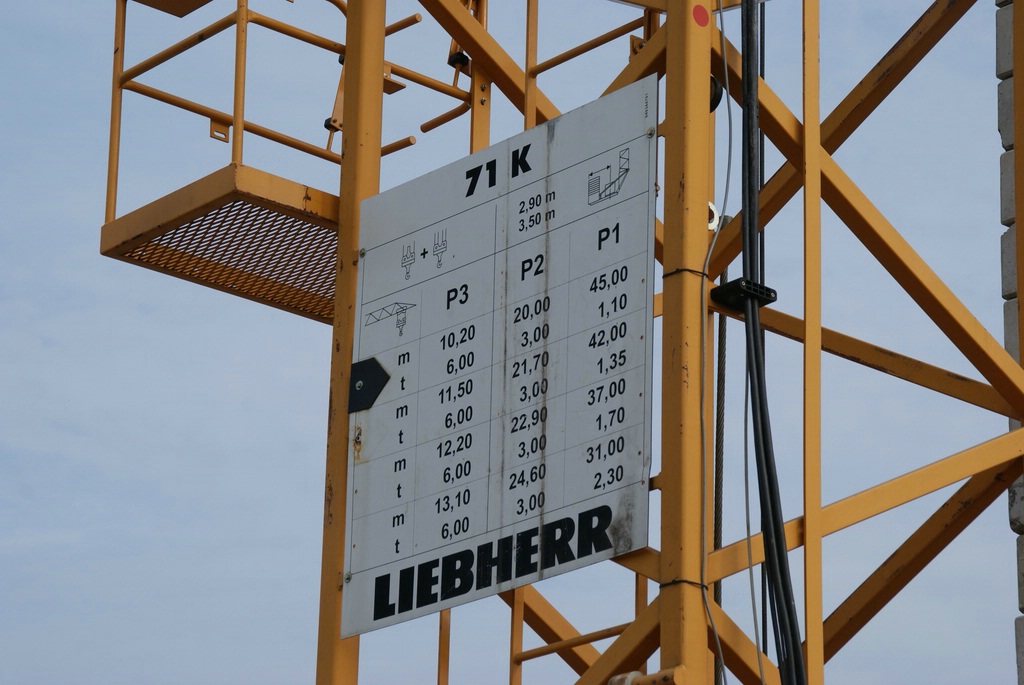 71 K
2,90 m
3,50 m
+
P3 P2 P1
m 10,20 20,00 45,00
t 6,00 3,00 1,10
m 11,50 21,70 42,00
t 6,00 3,00 1,35
m 12,20 22,90 37,00
t 6,00 3,00 1,70
m 13,10 24,60 31,00
t 6,00 3,00 2,30
LIEBHERR